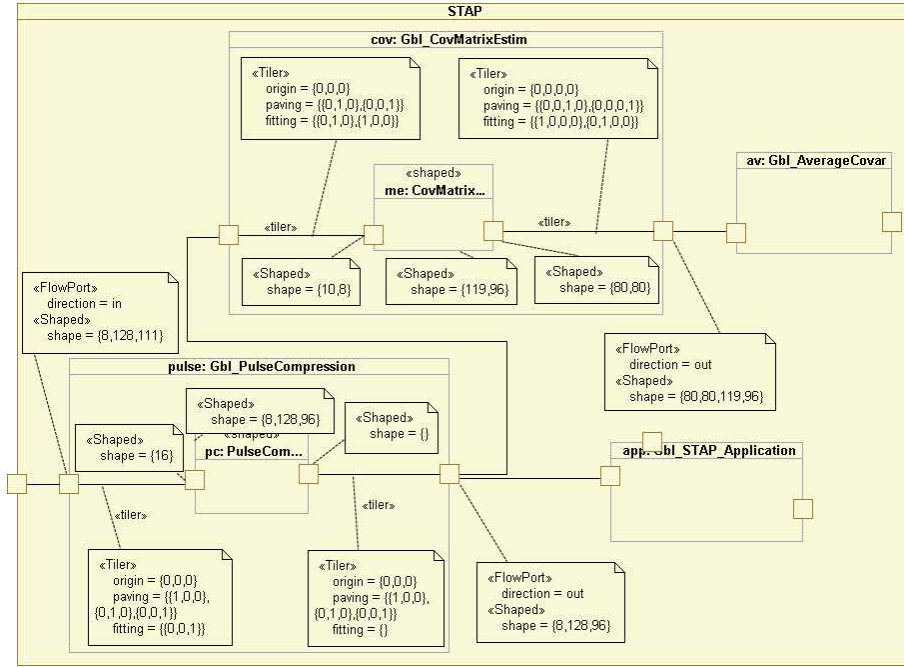 STAP
cov: Gbl_CovMatrixEstim
«Tiler»
origin = {0,0,0}
paving = {{0,1,0},{0,0,1}}
fitting = {{0,1,0},{1,0,0}}
«Tiler»
origin = {0,0,0,0}
paving = {{0,0,1,0},{0,0,0,1}}
fitting = {{1,0,0,0},{0,1,0,0}}
«shaped»
me: CovMatrix...
av: Gbl_AverageCovar
«tiler»
«tiler»
«Shaped»
shape = {10,8}
«Shaped»
shape = {119,96}
«Shaped»
shape = {80,80}
«FlowPort»
direction = in
«Shaped»
shape = {8,128,111}
«FlowPort»
direction = out
«Shaped»
shape = {80,80,119,96}
pulse: Gbl_PulseCompression
«Shaped»
shape = {8,128,96}
«Shaped»
shape = {}
«Shaped»
shape = {16}
«shaped»
pc: PulseCom...
app: Gbl_STAP_Application
«tiler»
«tiler»
«Tiler»
origin = {0,0,0}
paving = {{1,0,0},
{0,1,0},{0,0,1}}
fitting = {{0,0,1}}
«Tiler»
origin = {0,0,0}
paving = {{1,0,0},
{0,1,0},{0,0,1}}
fitting = {}
«FlowPort»
direction = out
«Shaped»
shape = {8,128,96}